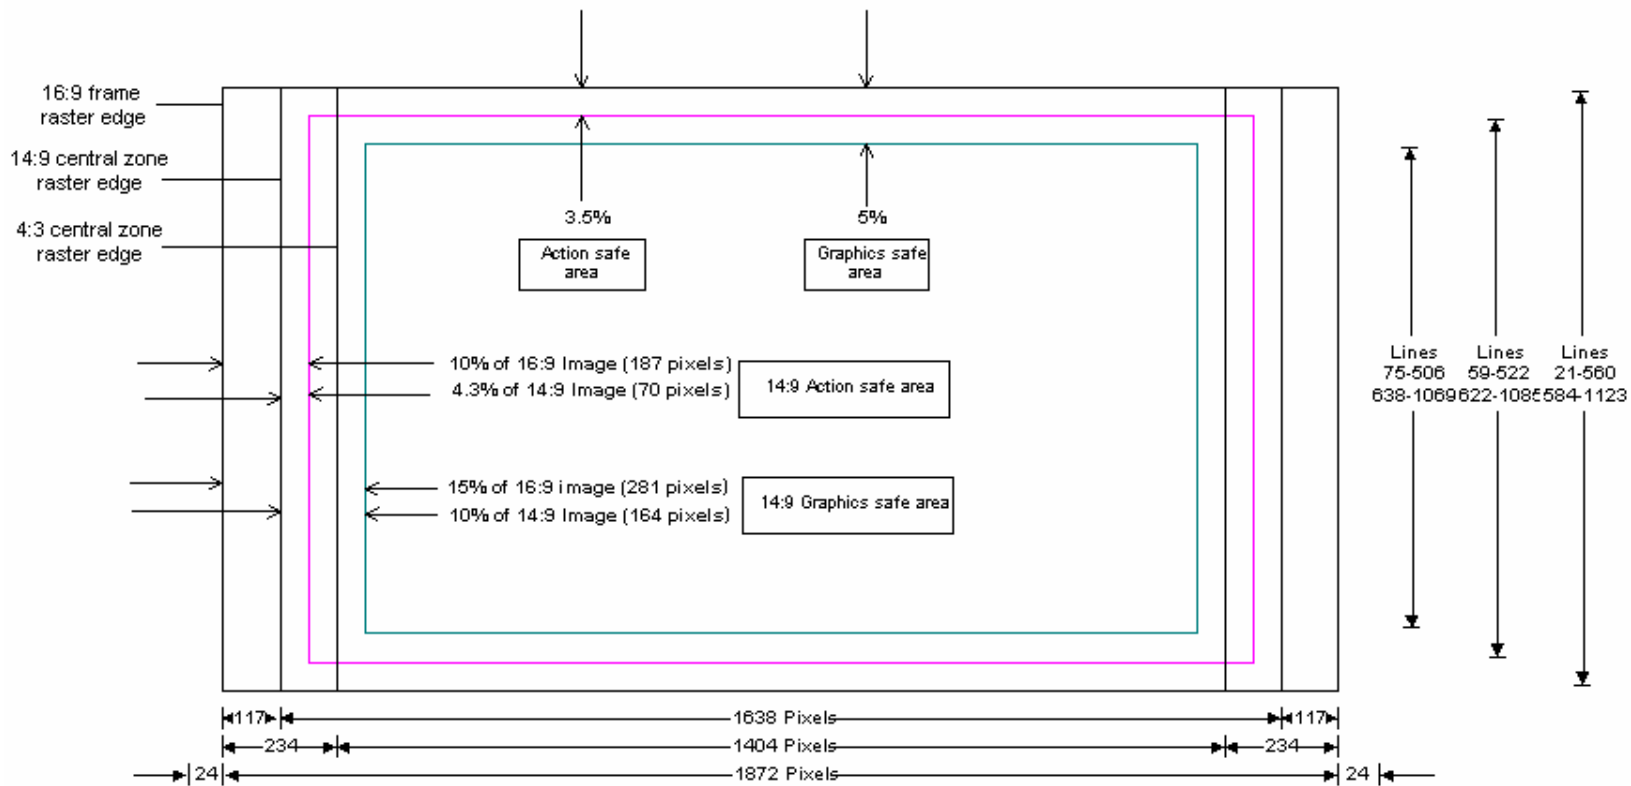 16:9 frame
raster edge
14:9 central zone
raster edge
4:3 central zone
raster edge
3.5%
5%
Action safe
area
Graphics safe
area
10% of 16:9 Image (187 pixels)
4.3% of 14:9 Image (70 pixels)
14:9 Action safe area
15% of 16:9 image (281 pixels)
10% of 14:9 Image (164 pixels)
14:9 Graphics safe area
Lines
75-506
638-1069
Lines
59-522
622-1085
Lines
21-560
584-1123
117
1638 Pixels
117
234
1404 Pixels
234
24
1872 Pixels
24